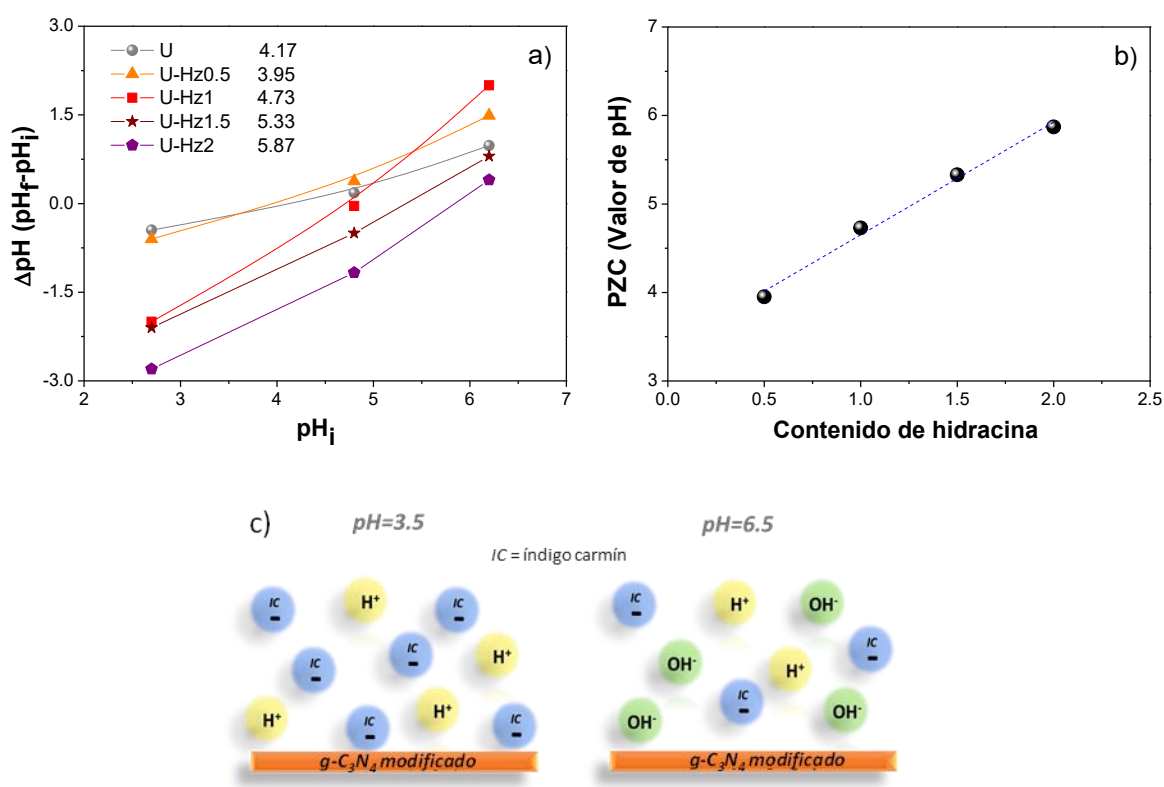 a)
3.0
1.5
0.0
-1.5
-3.0
ΔpH (pHf-pHi)
U 4.17
U-Hz0.5 3.95
U-Hz1 4.73
U-Hz1.5 5.33
U-Hz2 5.87
2 3 4 5 6 7
pHi
b)
7
6
5
4
3
PZC (Valor de pH)
0.0 0.5 1.0 1.5 2.0 2.5
Contenido de hidracina
c)
pH=3.5
pH=6.5
IC = índigo carmín
IC - H+ IC -
IC - IC - H+
H+ IC - H+ IC -
g-C3N4 modificado
IC - H+ OH-
OH- H+ IC -
OH- IC - OH-
g-C3N4 modificado